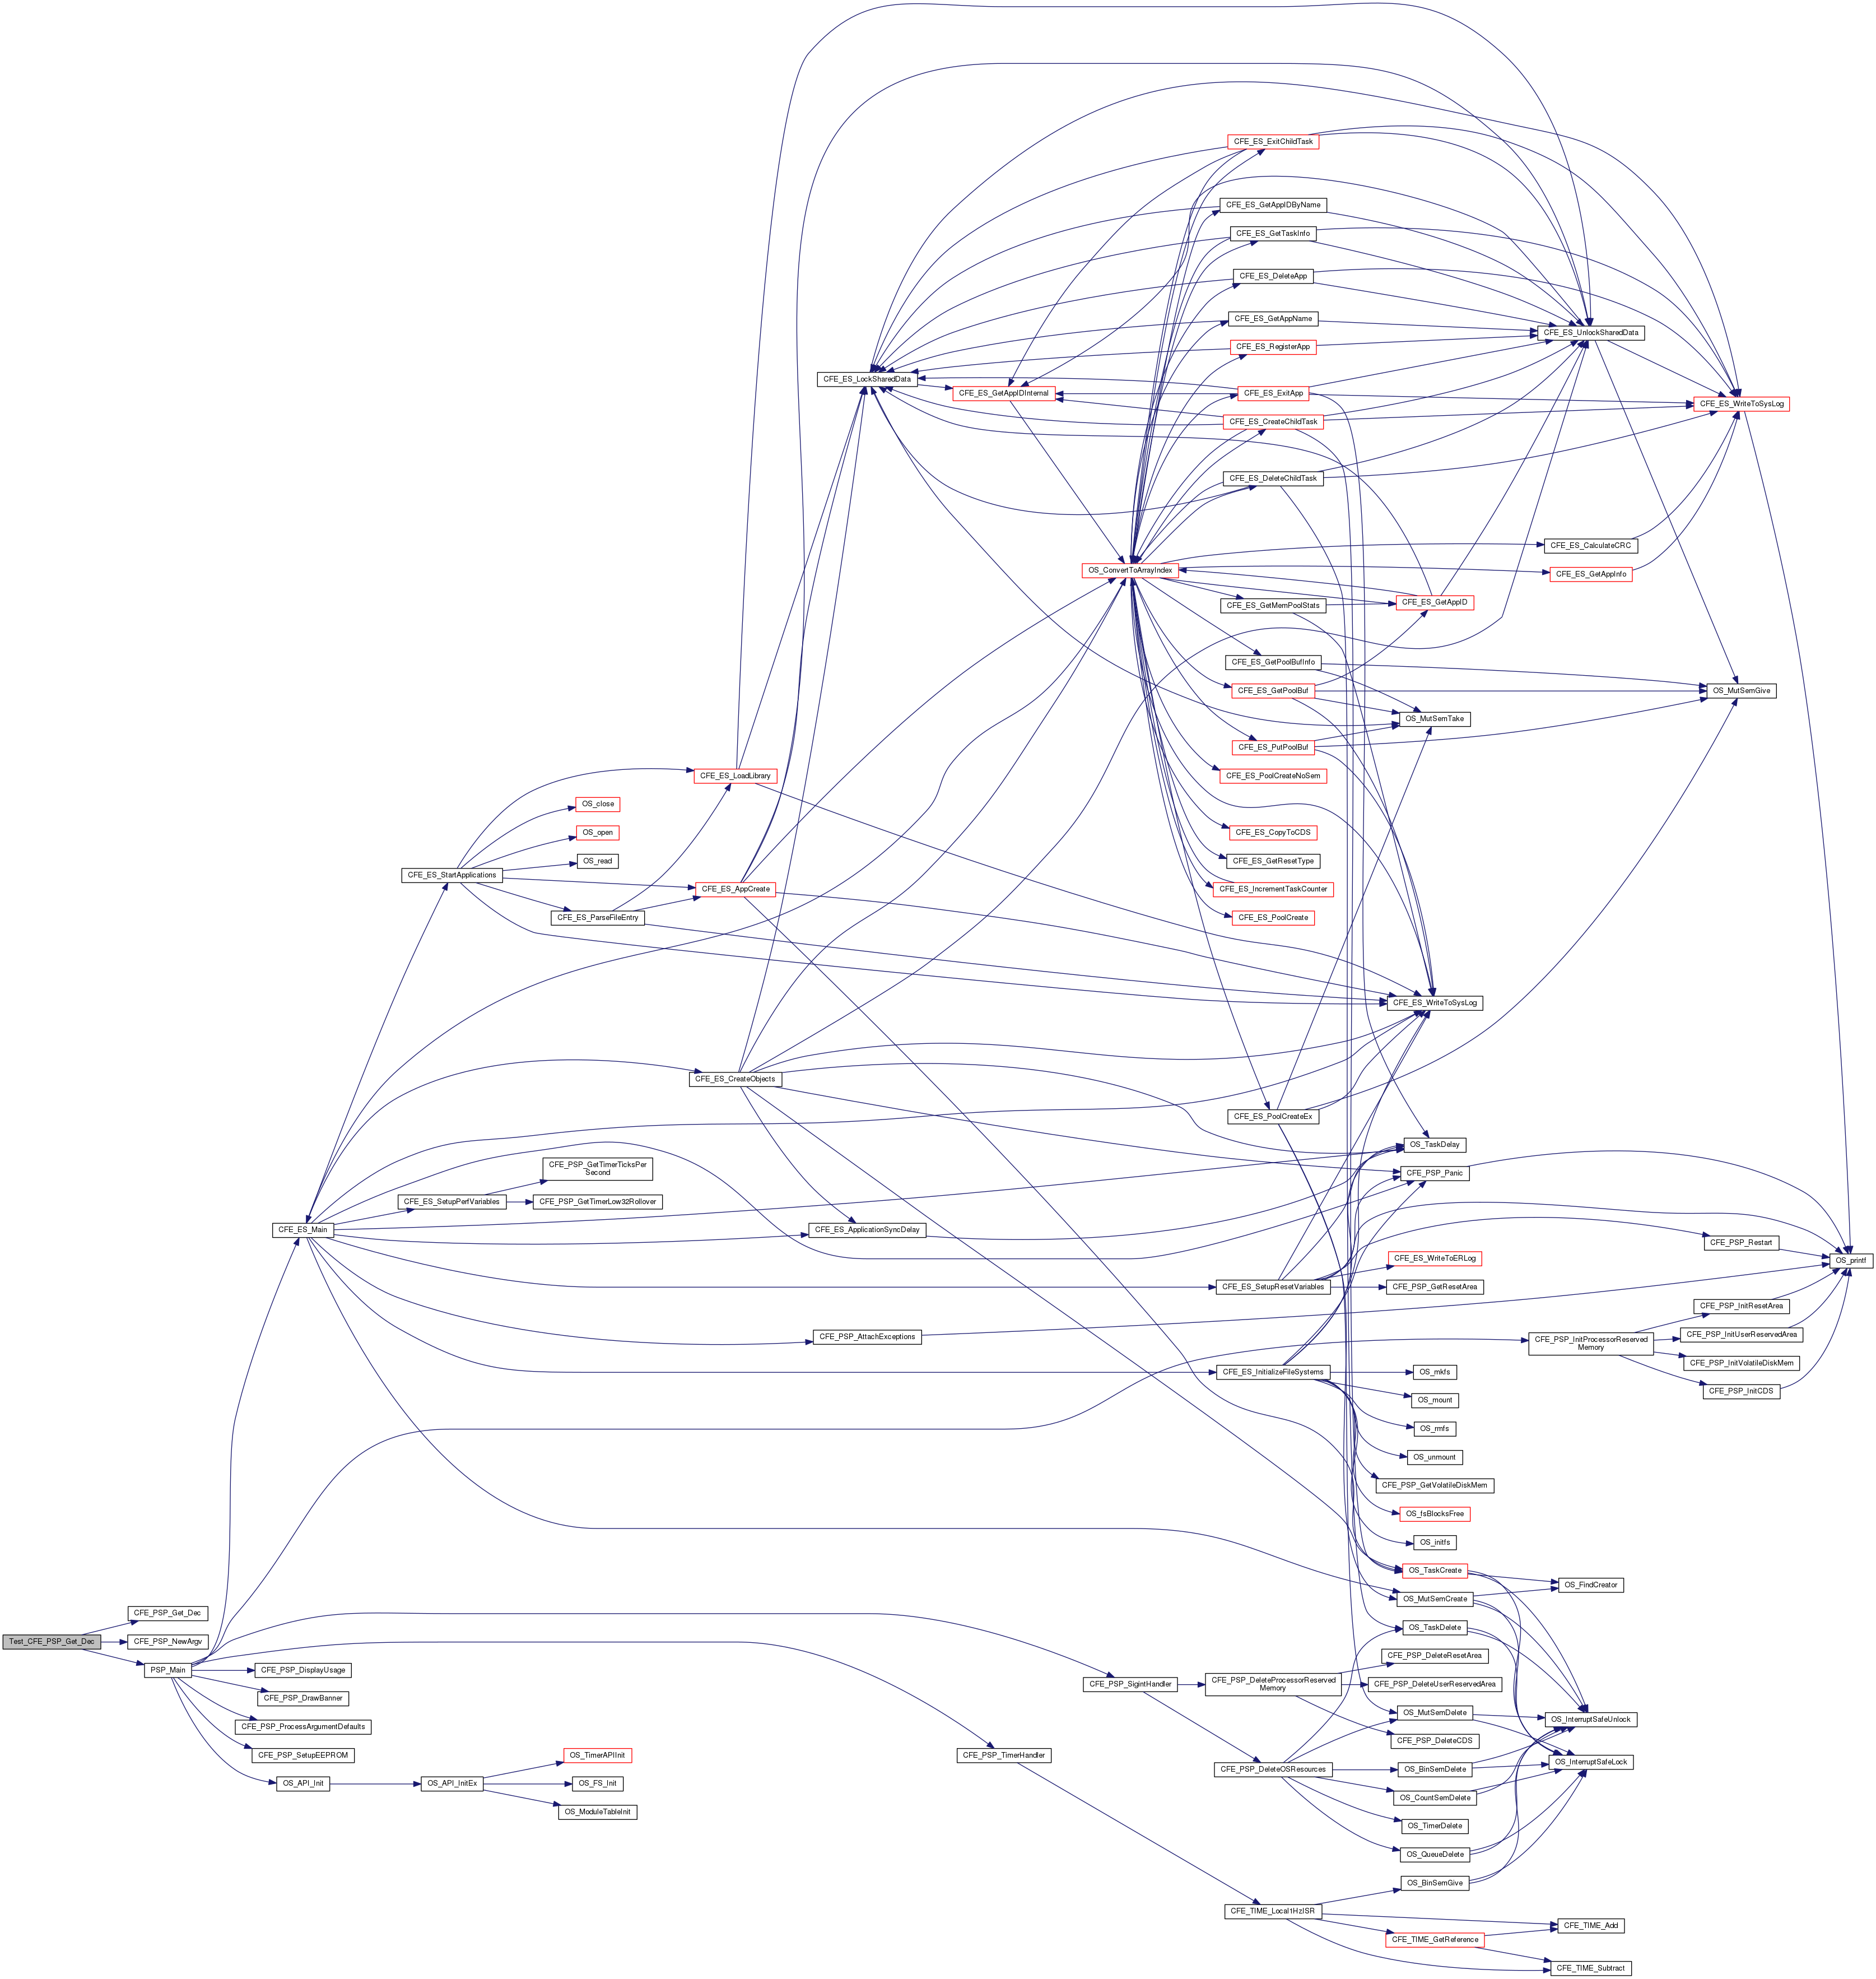 CFE_ES_ExitChildTask
CFE_ES_GetAppIDByName
CFE_ES_GetTaskInfo
CFE_ES_DeleteApp
CFE_ES_GetAppName
CFE_ES_UnlockSharedData
CFE_ES_RegisterApp
CFE_ES_LockSharedData
CFE_ES_GetAppIDInternal
CFE_ES_ExitApp
CFE_ES_WriteToSysLog
CFE_ES_CreateChildTask
CFE_ES_DeleteChildTask
CFE_ES_CalculateCRC
OS_ConvertToArrayIndex
CFE_ES_GetAppInfo
CFE_ES_GetMemPoolStats
CFE_ES_GetAppID
CFE_ES_GetPoolBufInfo
CFE_ES_GetPoolBuf
OS_MutSemGive
OS_MutSemTake
CFE_ES_PutPoolBuf
CFE_ES_LoadLibrary
CFE_ES_PoolCreateNoSem
OS_close
OS_open
CFE_ES_CopyToCDS
OS_read
CFE_ES_GetResetType
CFE_ES_StartApplications
CFE_ES_AppCreate
CFE_ES_IncrementTaskCounter
CFE_ES_ParseFileEntry
CFE_ES_PoolCreate
CFE_ES_WriteToSysLog
CFE_ES_CreateObjects
CFE_ES_PoolCreateEx
OS_TaskDelay
CFE_PSP_GetTimerTicksPer
Second
CFE_PSP_Panic
CFE_ES_SetupPerfVariables
CFE_PSP_GetTimerLow32Rollover
CFE_ES_Main
CFE_ES_ApplicationSyncDelay
CFE_PSP_Restart
CFE_ES_WriteToERLog
OS_printf
CFE_ES_SetupResetVariables
CFE_PSP_GetResetArea
CFE_PSP_InitResetArea
CFE_PSP_AttachExceptions
CFE_PSP_InitUserReservedArea
CFE_PSP_InitProcessorReserved
Memory
CFE_PSP_InitVolatileDiskMem
CFE_ES_InitializeFileSystems
OS_mkfs
CFE_PSP_InitCDS
OS_mount
OS_rmfs
OS_unmount
CFE_PSP_GetVolatileDiskMem
OS_fsBlocksFree
OS_initfs
OS_TaskCreate
OS_FindCreator
OS_MutSemCreate
CFE_PSP_Get_Dec
OS_TaskDelete
Test_CFE_PSP_Get_Dec
CFE_PSP_NewArgv
CFE_PSP_DeleteResetArea
PSP_Main
CFE_PSP_DisplayUsage
CFE_PSP_SigintHandler
CFE_PSP_DeleteProcessorReserved
Memory
CFE_PSP_DeleteUserReservedArea
CFE_PSP_DrawBanner
OS_MutSemDelete
OS_InterruptSafeUnlock
CFE_PSP_ProcessArgumentDefaults
CFE_PSP_DeleteCDS
CFE_PSP_SetupEEPROM
OS_TimerAPIInit
CFE_PSP_TimerHandler
OS_InterruptSafeLock
CFE_PSP_DeleteOSResources
OS_BinSemDelete
OS_API_Init
OS_API_InitEx
OS_FS_Init
OS_CountSemDelete
OS_ModuleTableInit
OS_TimerDelete
OS_QueueDelete
OS_BinSemGive
CFE_TIME_Local1HzISR
CFE_TIME_Add
CFE_TIME_GetReference
CFE_TIME_Subtract